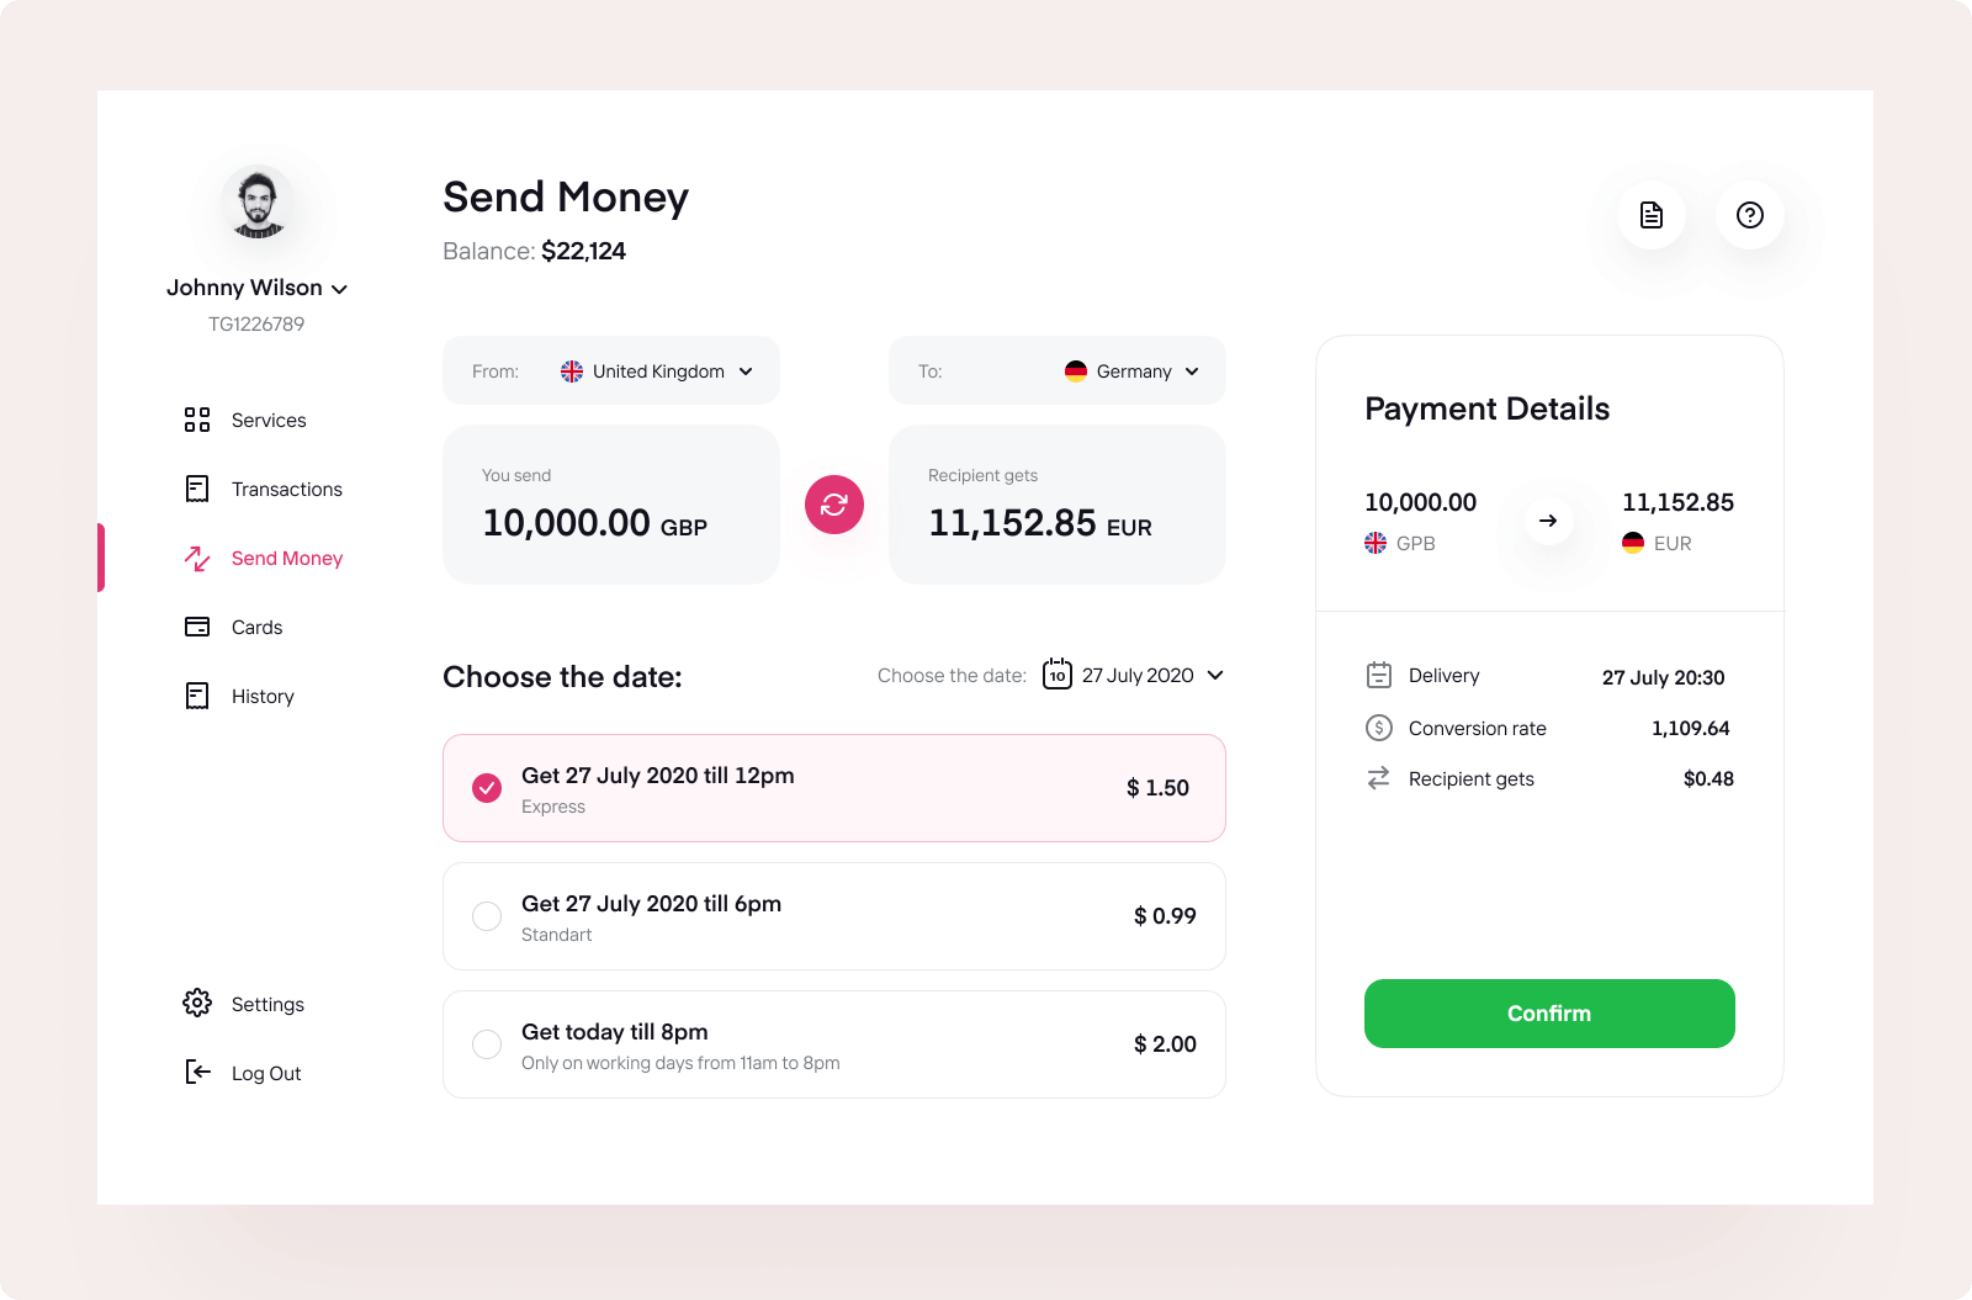 Johnny Wilson
TG1226789
Services
Transactions
Send Money
Cards
History
Settings
Log Out
Send Money
Balance: $22,124
From: United Kingdom
To: Germany
You send
10,000.00 GBP
Recipient gets
11,152.85 EUR
Choose the date:
Choose the date: 10 27 July 2020
Get 27 July 2020 till 12pm
Express
$ 1.50
Get 27 July 2020 till 6pm
Standart
$ 0.99
Get today till 8pm
Only on working days from 11am to 8pm
$ 2.00
Payment Details
10,000.00 11,152.85
GPB EUR
Delivery 27 July 20:30
Conversion rate 1,109.64
Recipient gets $0.48
Confirm